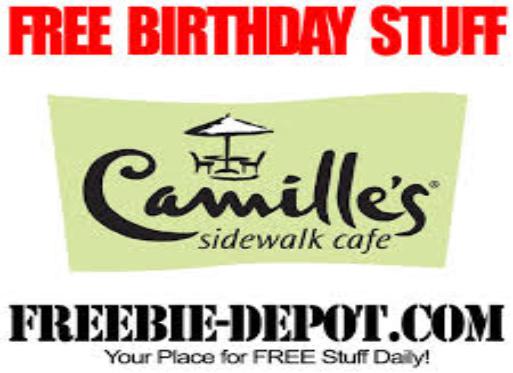 FREE BIRTHDAY STUFF
Camille's®
sidewalk cafe
FREEBIE-DEPOT.COM
Your Place for FREE Stuff Daily!